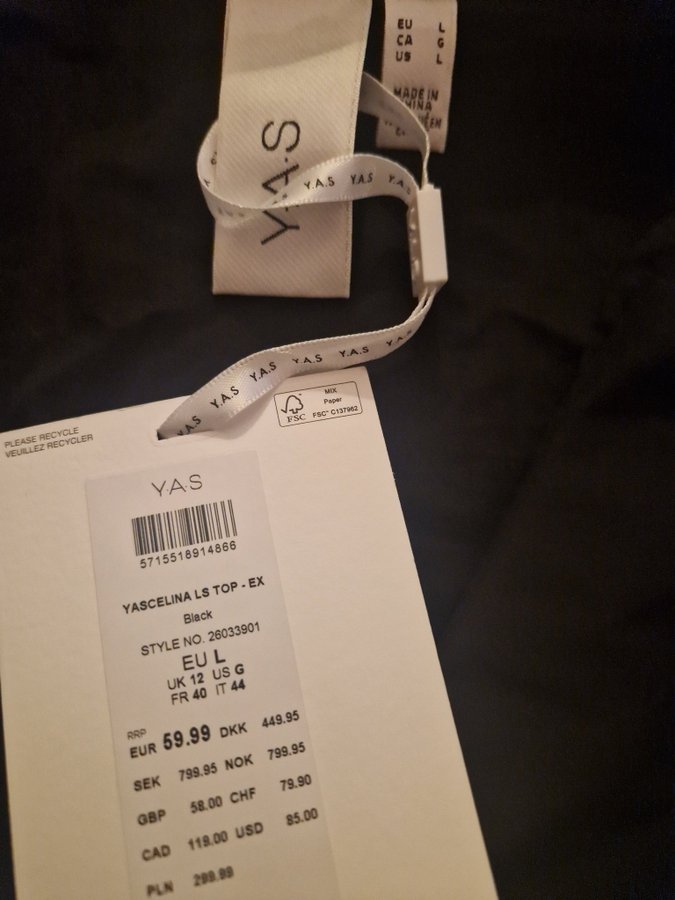 EU L
CA G
US L
MADE IN
CHINA
Y.A.S
Y.A.S Y.A.S Y.A.S
Y.A.S Y.A.S Y.A.S Y.A.S Y.A.S Y.A.S
MIX
Paper
FSC™ C137962
FSC
PLEASE RECYCLE
VEUILLEZ RECYCLER
Y.A.S
5715518914866
YASCELINA LS TOP - EX
Black
STYLE NO. 26033901
EU L
UK 12 US G
FR 40 IT 44
RRP
EUR 59.99 DKK 449.95
SEK 799.95 NOK 799.95
GBP 58.00 CHF 79.90
CAD 119.00 USD 85.00
PLN 299.99